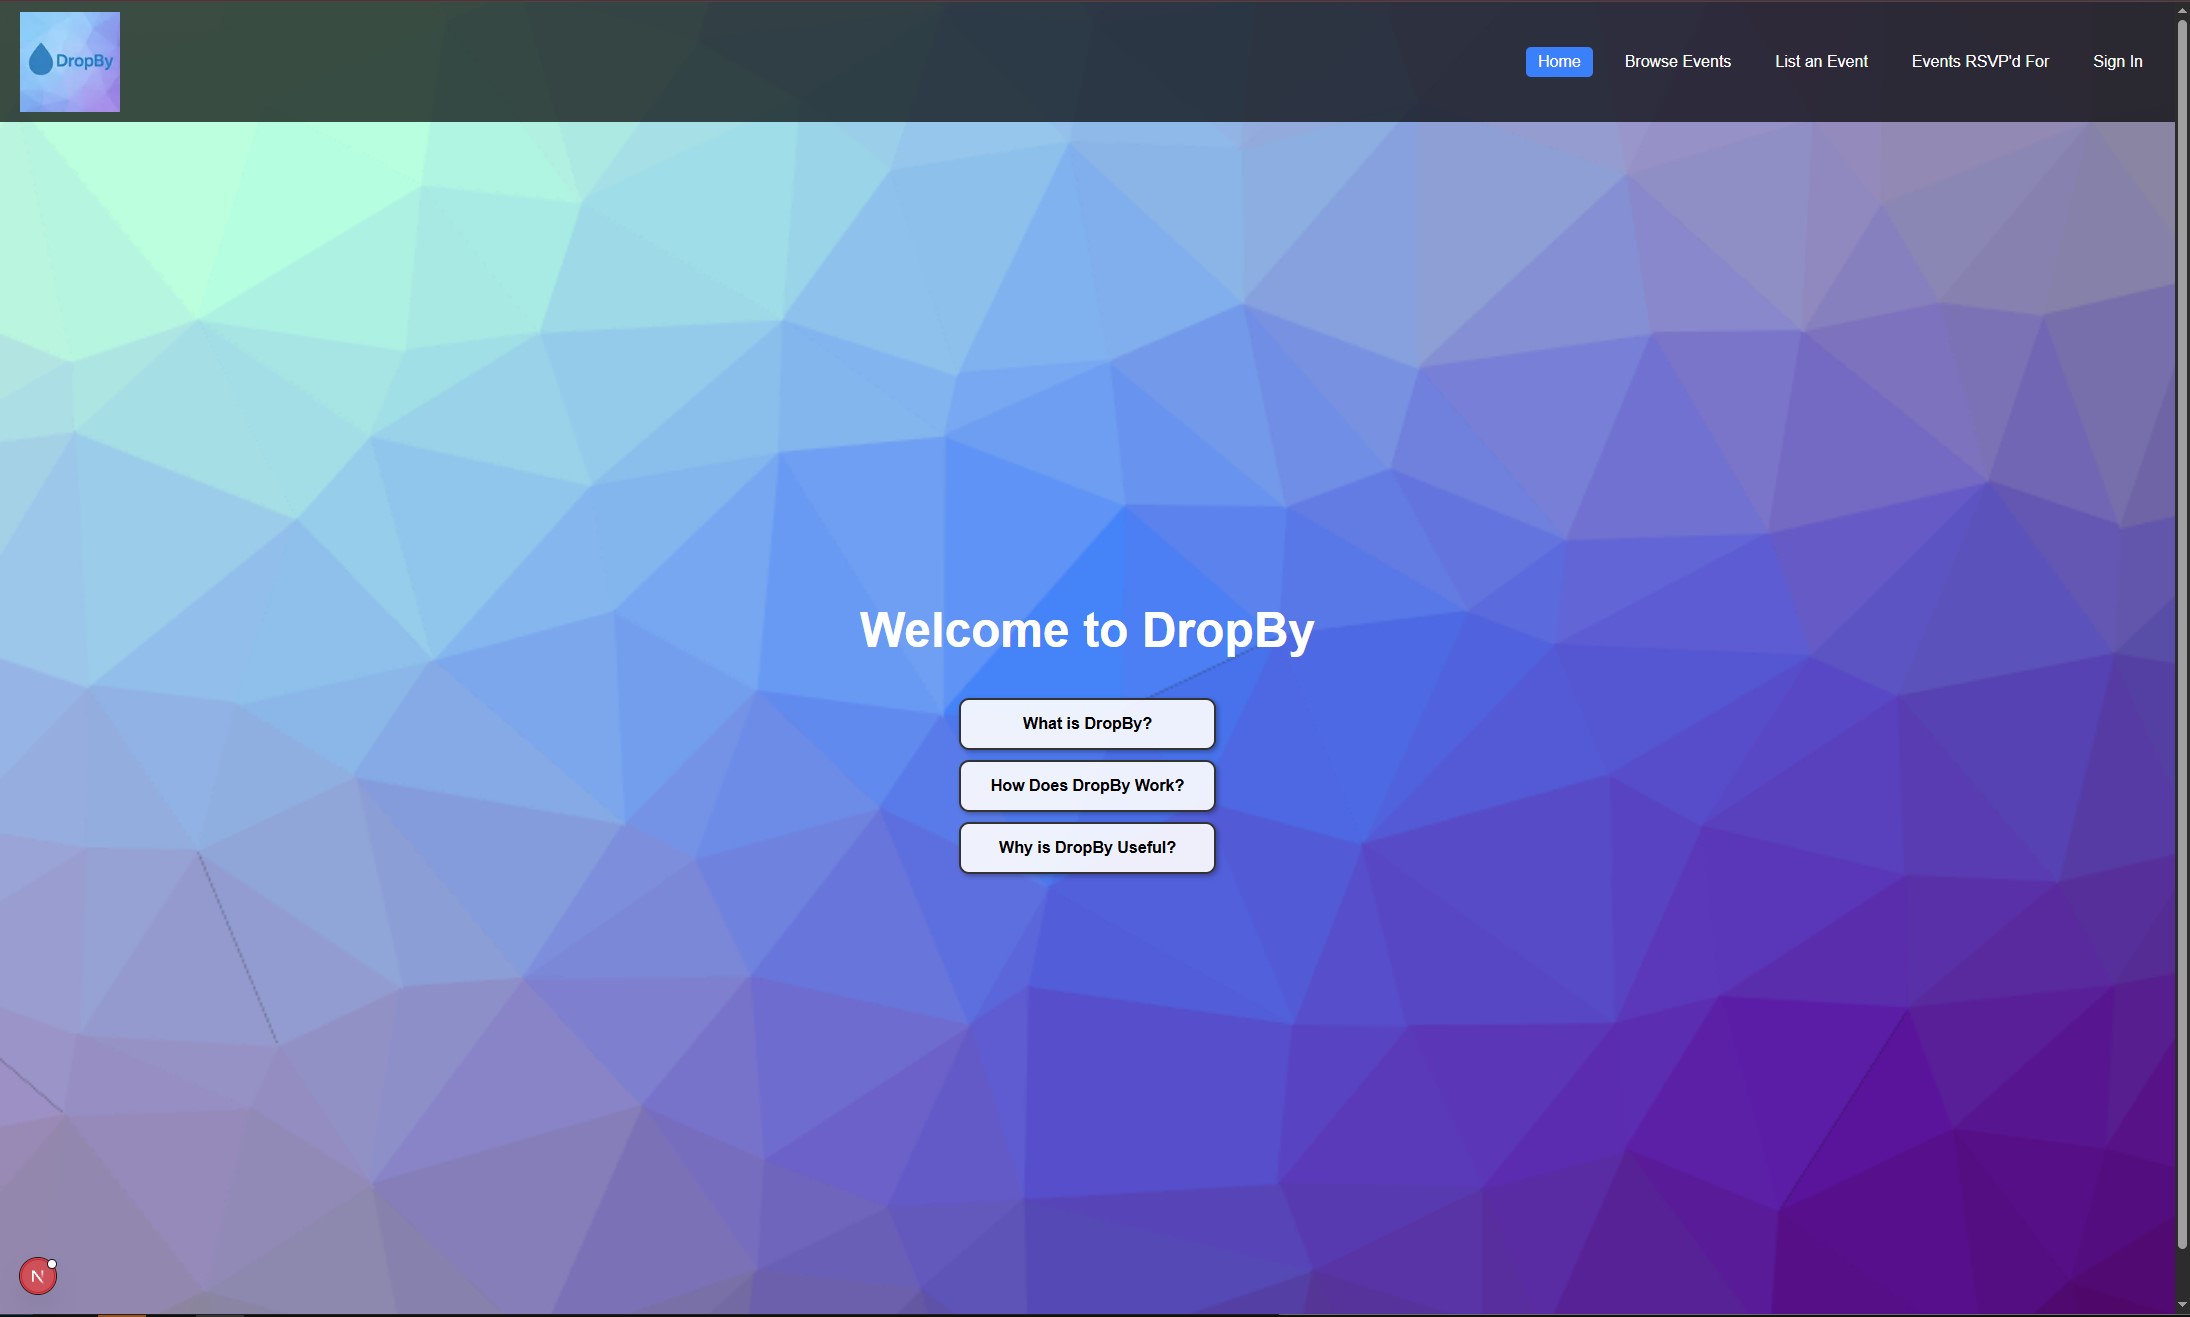 DropBy
Home
Browse Events
List an Event
Events RSVP'd For
Sign In
Welcome to DropBy
What is DropBy?
How Does DropBy Work?
Why is DropBy Useful?
N